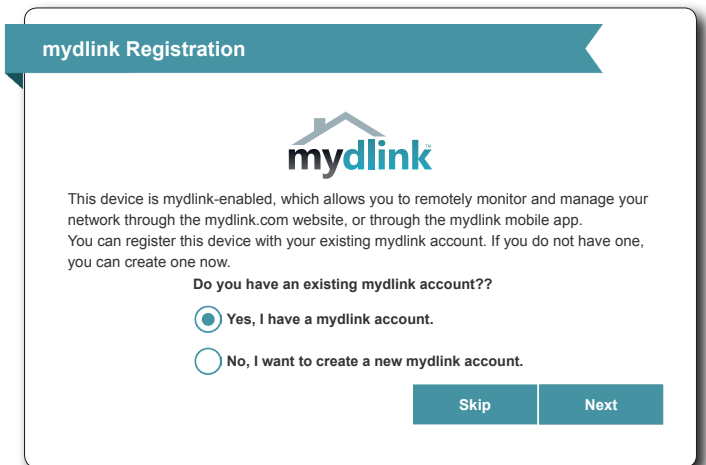 mydlink Registration
mydlink™
This device is mydlink-enabled, which allows you to remotely monitor and manage your
network through the mydlink.com website, or through the mydlink mobile app.
You can register this device with your existing mydlink account. If you do not have one,
you can create one now.
Do you have an existing mydlink account??
Yes, I have a mydlink account.
No, I want to create a new mydlink account.
Skip Next